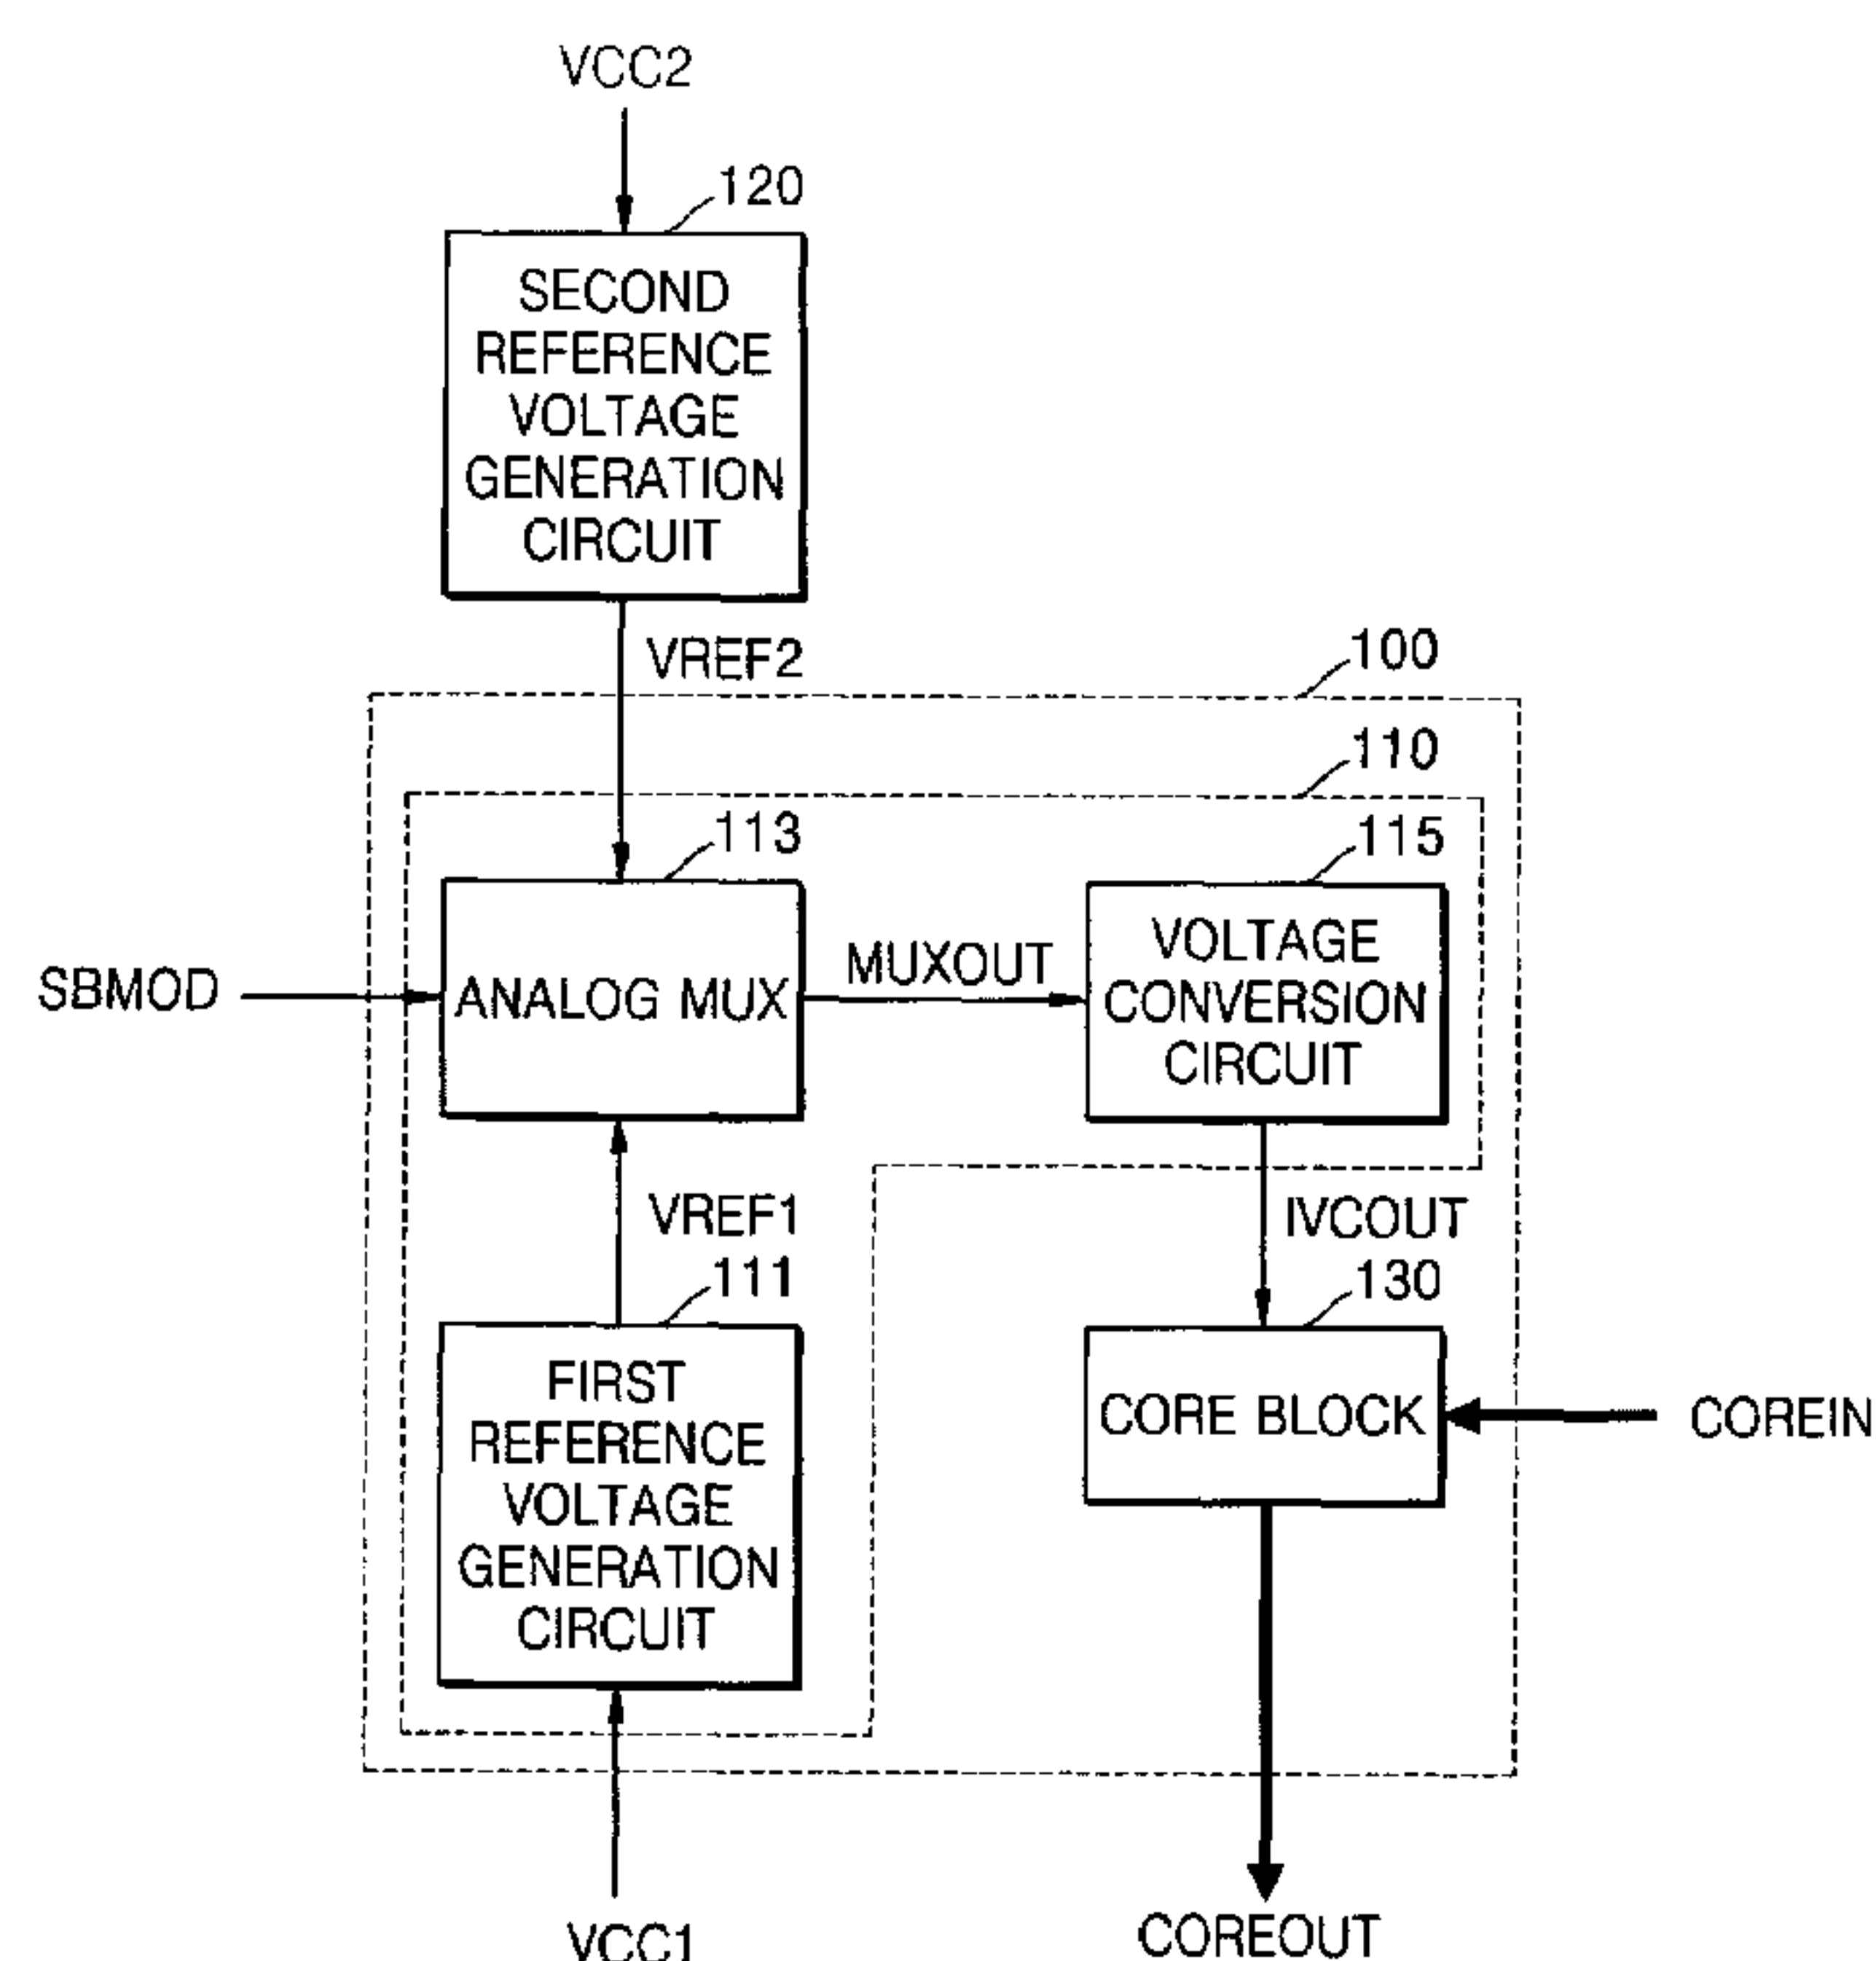 VCC2
120
SECOND
REFERENCE
VOLTAGE
GENERATION
CIRCUIT
VREF2
100
110
113
115
SBMOD
ANALOG MUX
MUXOUT
VOLTAGE
CONVERSION
CIRCUIT
VREF1
IVCOUT
111
130
FIRST
REFERENCE
VOLTAGE
GENERATION
CIRCUIT
CORE BLOCK
COREIN
VCC1
COREOUT